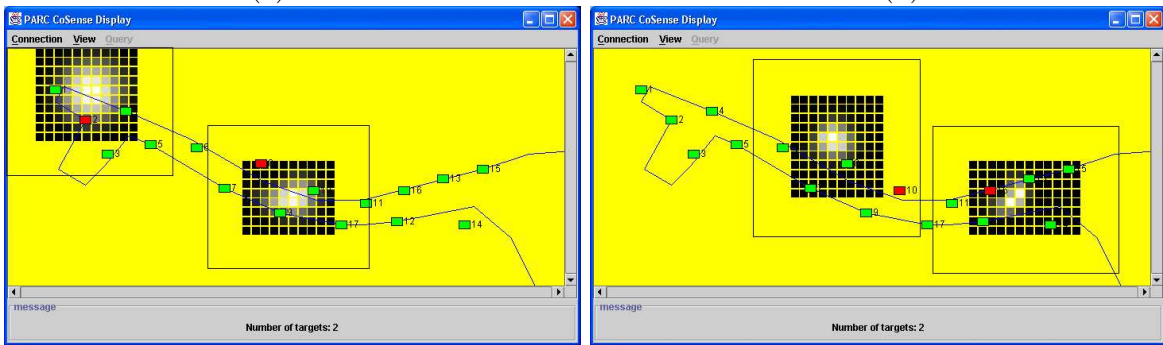 PARC CoSense Display
Connection View Query
1
2
6
5
3
15
13
7
16
11
17
12
14
message
Number of targets: 2
PARC CoSense Display
Connection View Query
1
4
2
5
3
15
10
11
9
17
message
Number of targets: 2